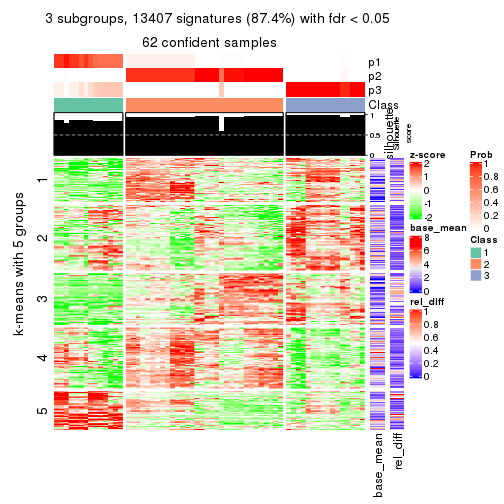 3 subgroups, 13407 signatures (87.4%) with fdr < 0.05
62 confident samples
p1
p2
p3
Class
1
0.5
0
silhouette
Silhouette
score
k-means with 5 groups
1
2
3
4
5
base_mean
rel_diff
z-score
2
1
0
-1
-2
base_mean
8
6
4
2
0
rel_diff
1
0.8
0.6
0.4
0.2
0
Prob
1
0.8
0.6
0.4
0.2
0
Class
1
2
3